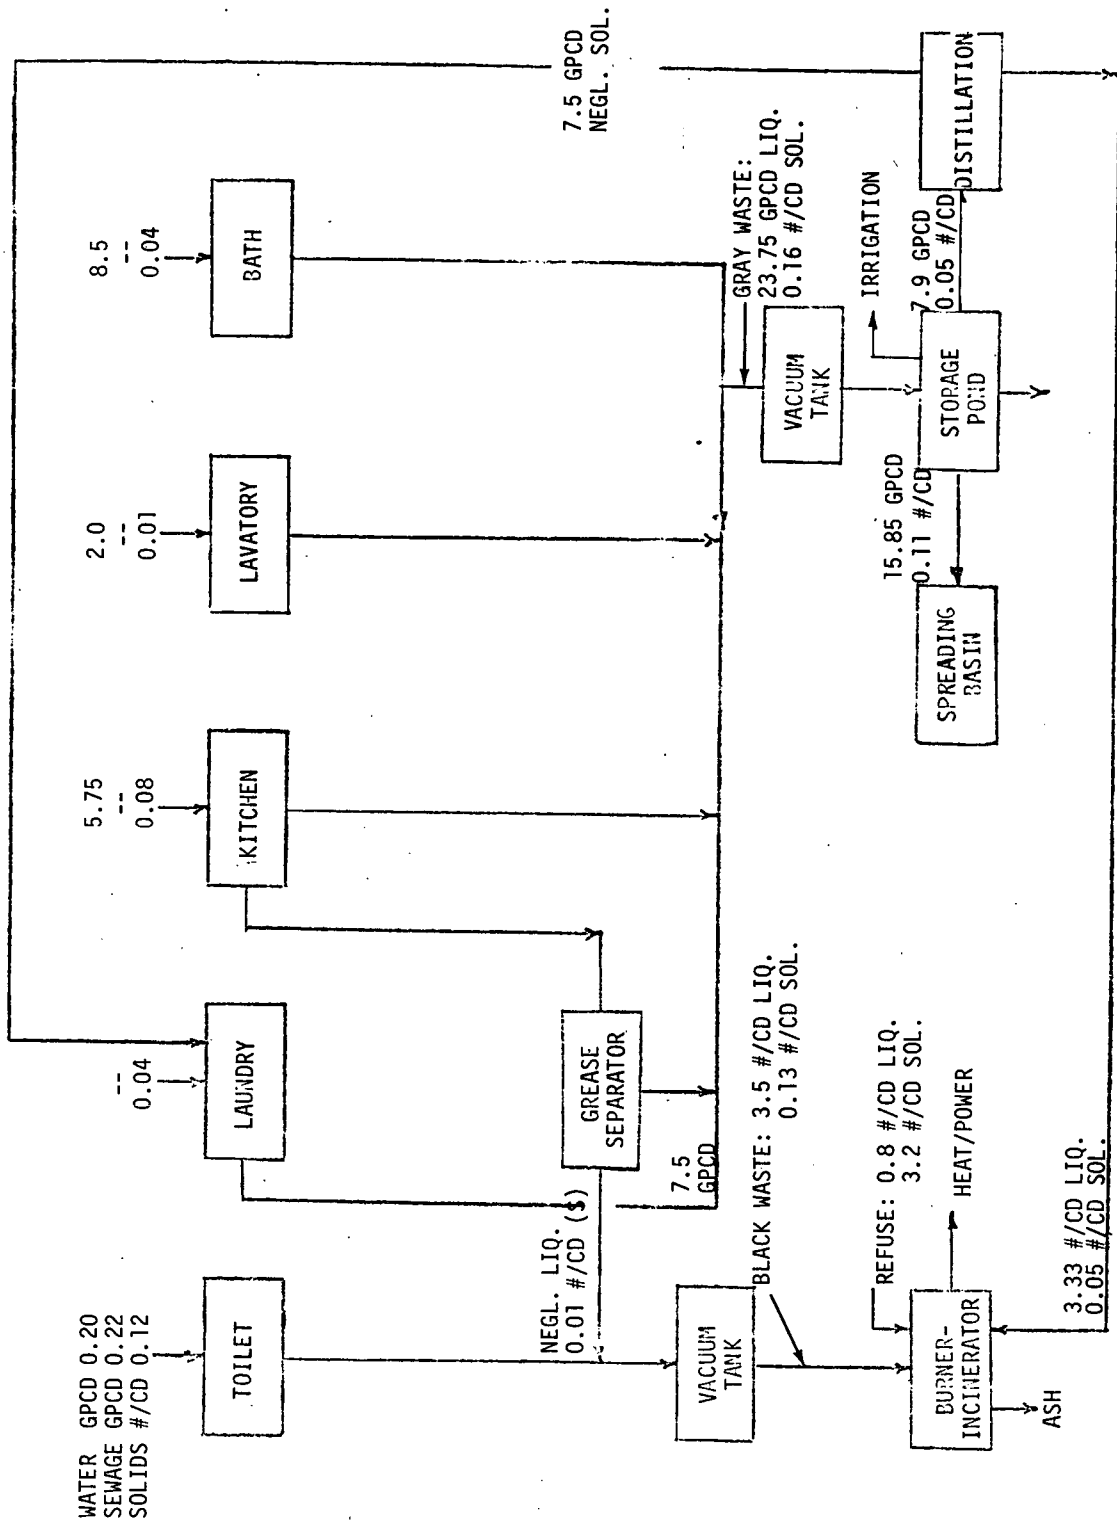 WATER GPCD 0.20
SEWAGE GPCD 0.22
SOLIDS #/CD 0.12
TOILET
--
0.04
LAUNDRY
5.75
--
0.08
KITCHEN
2.0
--
0.01
LAVATORY
8.5
--
0.04
BATH
7.5 GPCD
NEGL. SOL.
NEGL. LIQ.
0.01 #/CD (S)
GREASE
SEPARATOR
7.5
GPCD
GRAY WASTE:
23.75 GPCD LIQ.
0.16 #/CD SOL.
VACUUM
TANK
BLACK WASTE: 3.5 #/CD LIQ.
0.13 #/CD SOL.
VACUUM
TANK
IRRIGATION
15.85 GPCD
0.11 #/CD
7.9 GPCD
0.05 #/CD
SPREADING
BASIN
STORAGE
POND
DISTILLATION
REFUSE: 0.8 #/CD LIQ.
3.2 #/CD SOL.
BURNER-
INCINERATOR
HEAT/POWER
ASH
3.33 #/CD LIQ.
0.05 #/CD SOL.